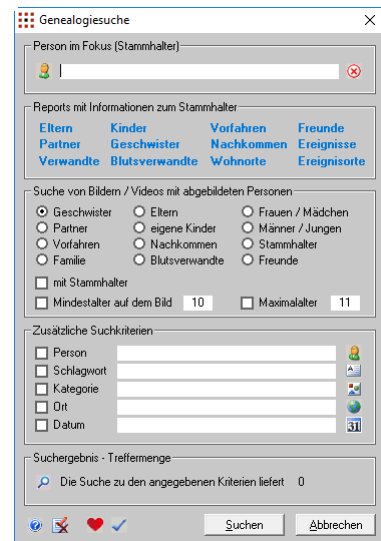 Genealogiesuche
Person im Fokus (Stammhalter)
Reports mit Informationen zum Stammhalter
Eltern Kinder Vorfahren Freunde
Partner Geschwister Nachkommen Ereignisse
Verwandte Blutsverwandte Wohnorte Ereignisorte
Suche von Bildern / Videos mit abgebildeten Personen
Geschwister Eltern Frauen / Mädchen
Partner eigene Kinder Männer / Jungen
Vorfahren Nachkommen Stammhalter
Familie Blutsverwandte Freunde
mit Stammhalter
Mindestalter auf dem Bild 10 Maximalalter 11
Zusätzliche Suchkriterien
Person
Schlagwort
Kategorie
Ort
Datum 31
Suchergebnis - Treffermenge
Die Suche zu den angegebenen Kriterien liefert 0
Suchen Abbrechen